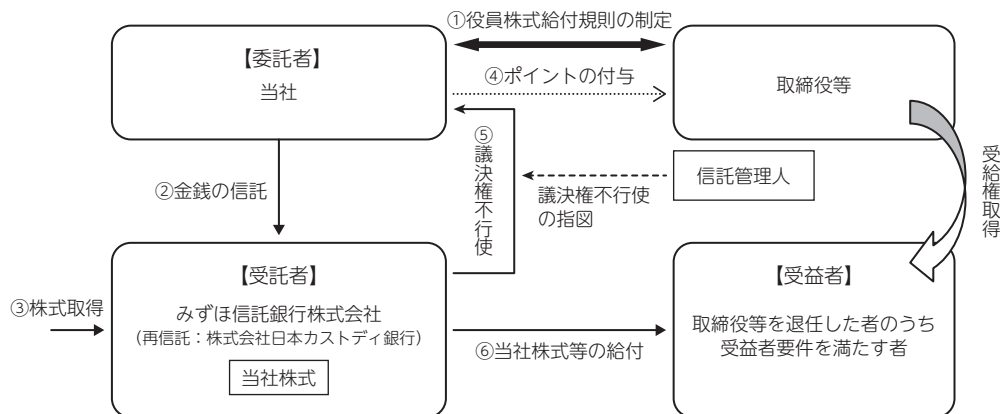 ①役員株式給付規則の制定
【委託者】
当社
④ポイントの付与
取締役等
②金銭の信託
⑤議決権不行使
議決権不行使
の指図
信託管理人
受給権取得
③株式取得
【受託者】
みずほ信託銀行株式会社
(再信託：株式会社日本カストディ銀行)
当社株式
⑥当社株式等の給付
【受益者】
取締役等を退任した者のうち
受益者要件を満たす者